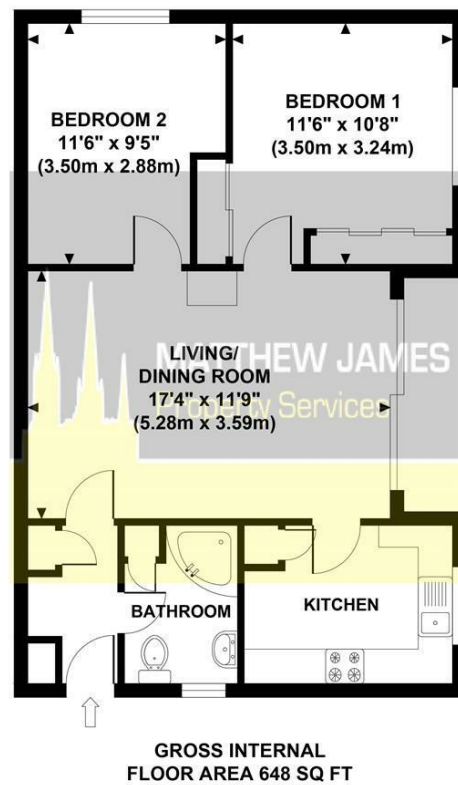 BEDROOM 2
11'6" x 9'5"
(3.50m x 2.88m)
BEDROOM 1
11'6" x 10'8"
(3.50m x 3.24m)
MATTHEW JAMES
Property Services
LIVING/
DINING ROOM
17'4" x 11'9"
(5.28m x 3.59m)
BATHROOM
KITCHEN
GROSS INTERNAL
FLOOR AREA 648 SQ FT